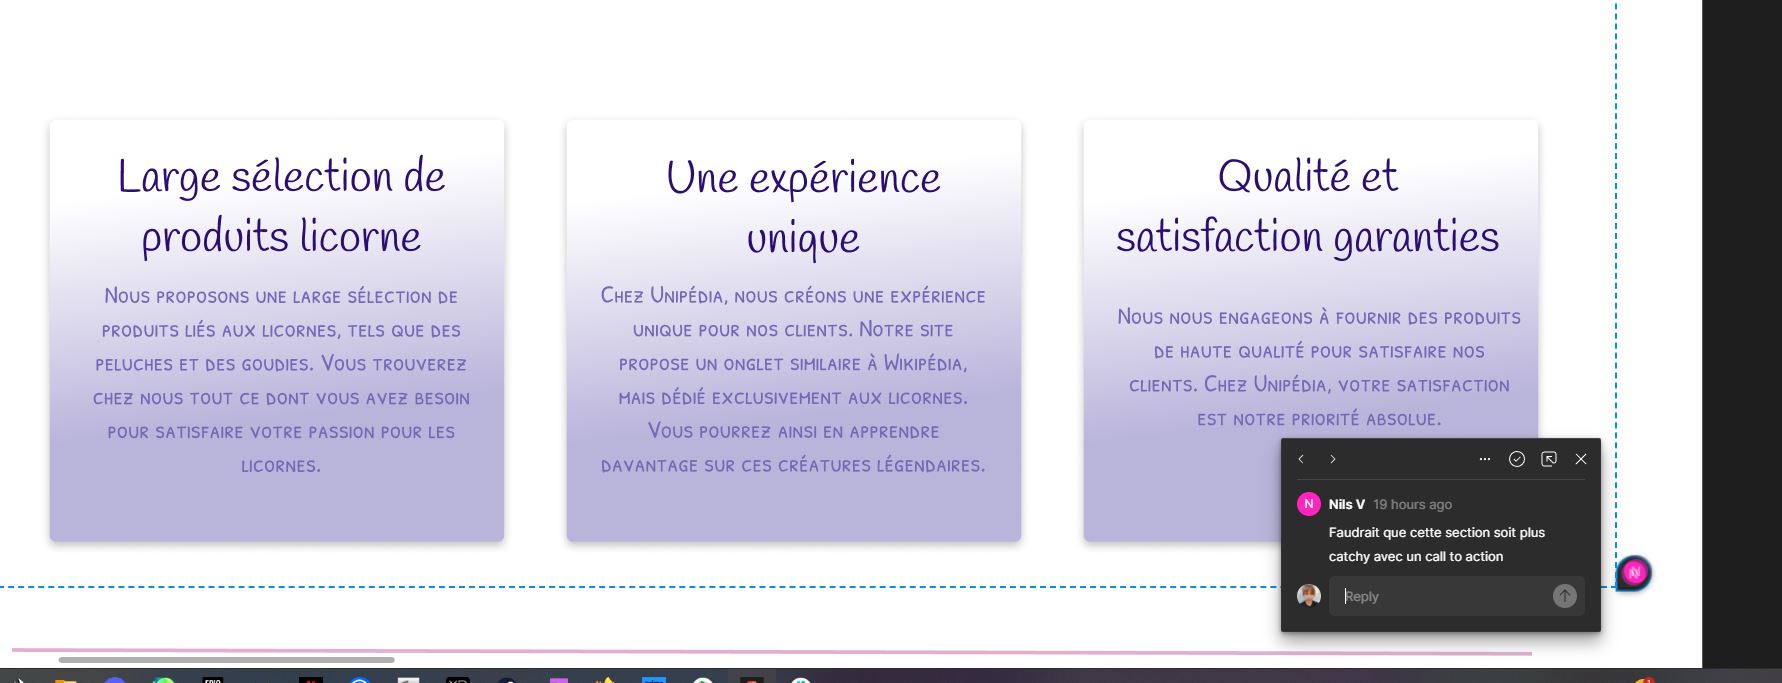 Large sélection de
produits licorne
Nous proposons une large sélection de
produits liés aux licornes, tels que des
peluches et des goudies. Vous trouverez
chez nous tout ce dont vous avez besoin
pour satisfaire votre passion pour les
licornes.
Une expérience
unique
Chez Unipédia, nous créons une expérience
unique pour nos clients. Notre site
propose un onglet similaire à Wikipédia,
mais dédié exclusivement aux licornes.
Vous pourrez ainsi en apprendre
davantage sur ces créatures légendaires.
Qualité et
satisfaction garanties
Nous nous engageons à fournir des produits
de haute qualité pour satisfaire nos
clients. Chez Unipédia, votre satisfaction
est notre priorité absolue.
N
Nils V 19 hours ago
Faudrait que cette section soit plus
catchy avec un call to action
Reply
N